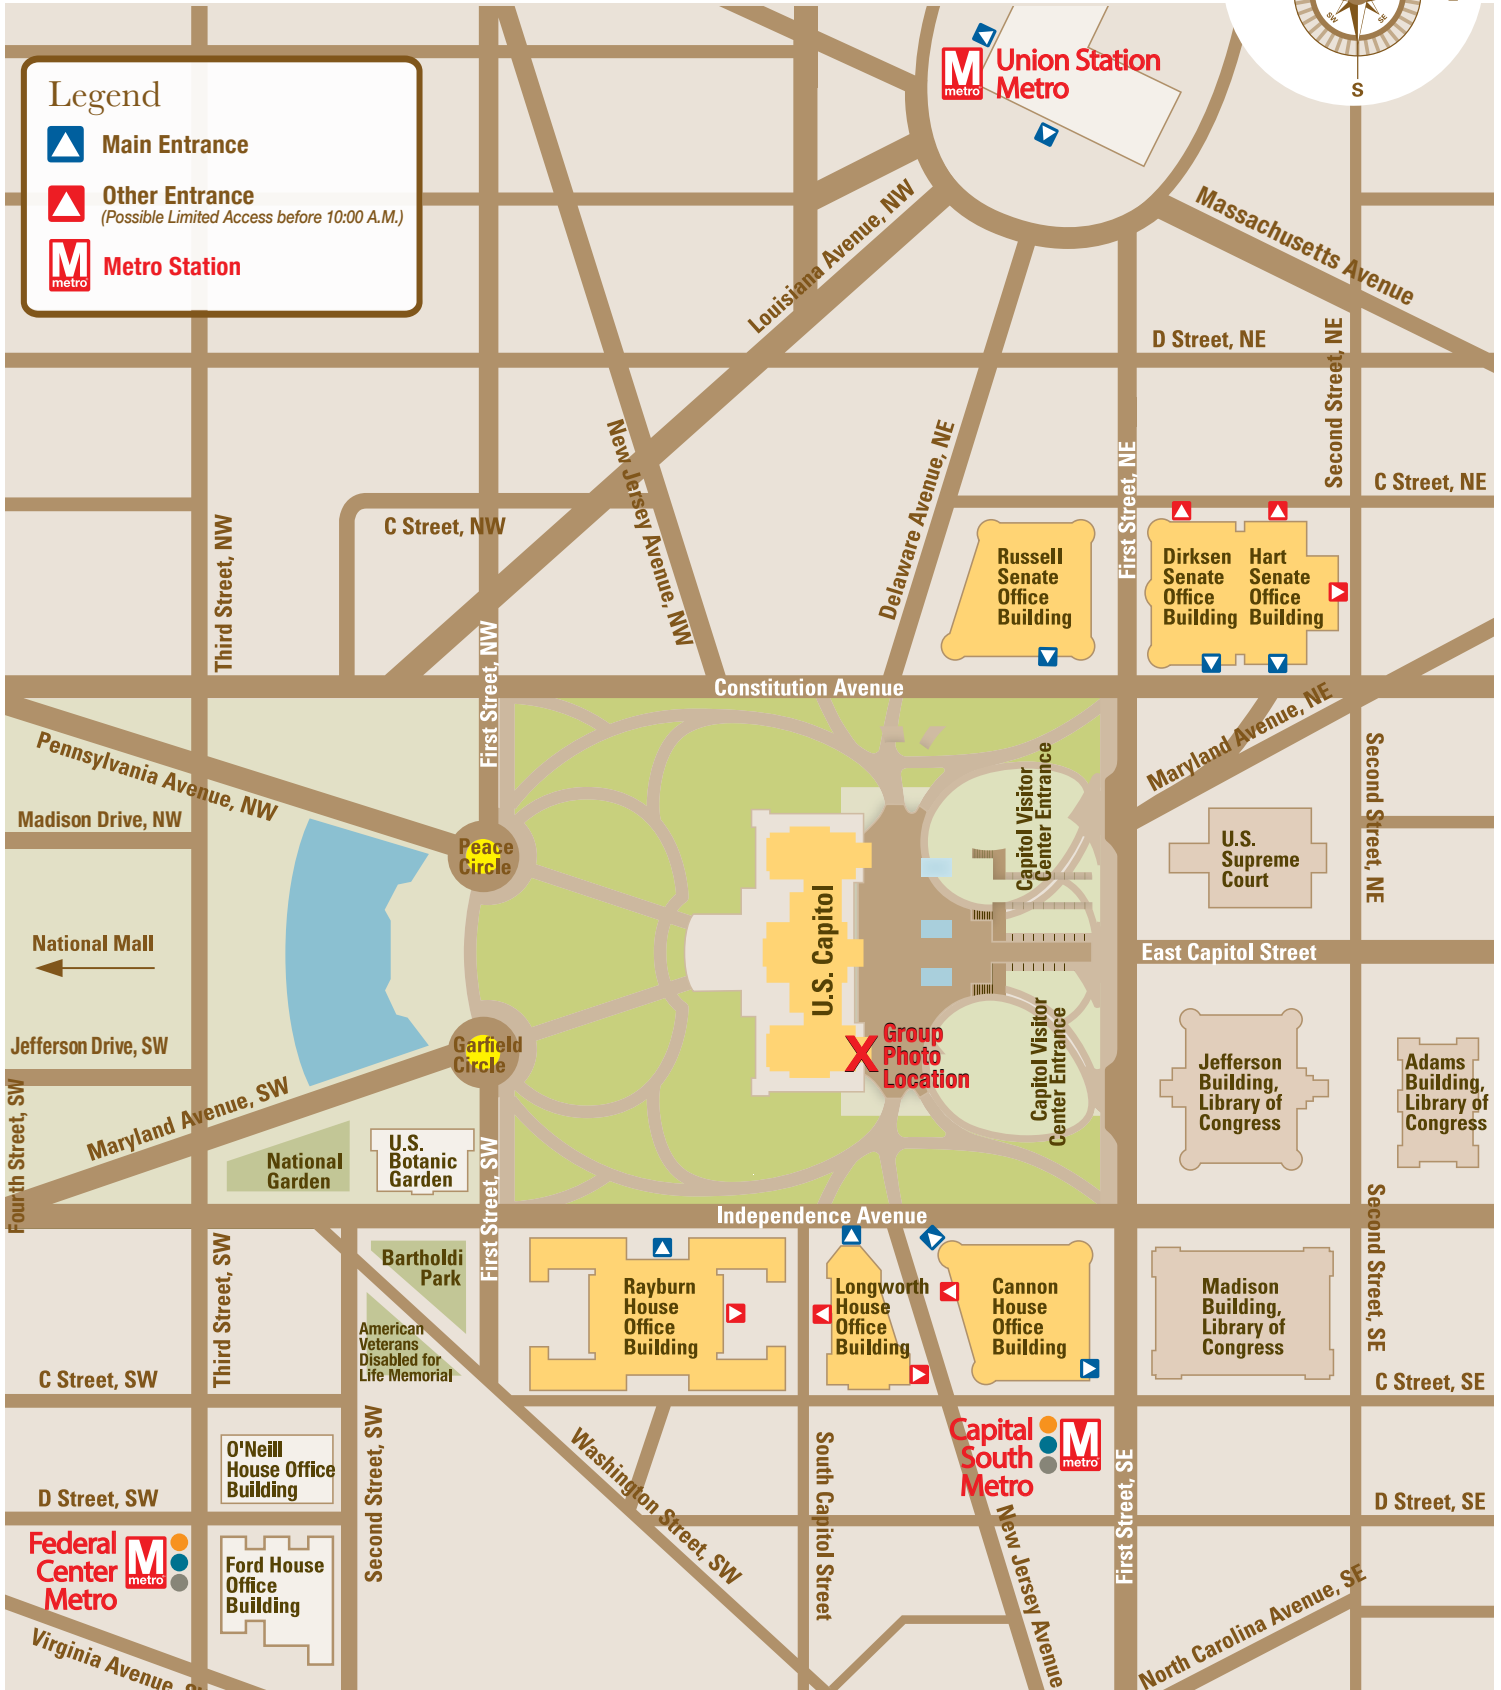 SW
SE
S
Legend
Main Entrance
Other Entrance
(Possible Limited Access before 10:00 A.M.)
M
metro
Metro Station
M
metro
Union Station
Metro
Massachusetts Avenue
Louisiana Avenue, NW
D Street, NE
Second Street, NE
C Street, NE
New Jersey Avenue, NW
Delaware Avenue, NE
First Street, NE
C Street, NW
Third Street, NW
First Street, NW
Russell
Senate
Office
Building
Dirksen
Senate
Office
Building
Hart
Senate
Office
Building
Constitution Avenue
Maryland Avenue, NE
Pennsylvania Avenue, NW
Madison Drive, NW
Second Street, NE
Capitol Visitor
Center Entrance
U.S.
Supreme
Court
Peace
Circle
U.S. Capitol
National Mall
East Capitol Street
Jefferson Drive, SW
Garfield
Circle
X
Group
Photo
Location
Capitol Visitor
Center Entrance
Jefferson
Building,
Library of
Congress
Adams
Building,
Library of
Congress
Fourth Street, SW
Maryland Avenue, SW
National
Garden
U.S.
Botanic
Garden
First Street, SW
Independence Avenue
Second Street, SE
Third Street, SW
Bartholdi
Park
American
Veterans
Disabled for
Life Memorial
Rayburn
House
Office
Building
Longworth
House
Office
Building
Cannon
House
Office
Building
Madison
Building,
Library of
Congress
C Street, SW
C Street, SE
Second Street, SW
Washington Street, SW
South Capitol Street
Capital
South
Metro
M
metro
First Street, SE
New Jersey Avenue
O'Neill
House Office
Building
D Street, SW
D Street, SE
Federal
Center
Metro
M
metro
Ford House
Office
Building
Virginia Avenue, S
North Carolina Avenue, SE